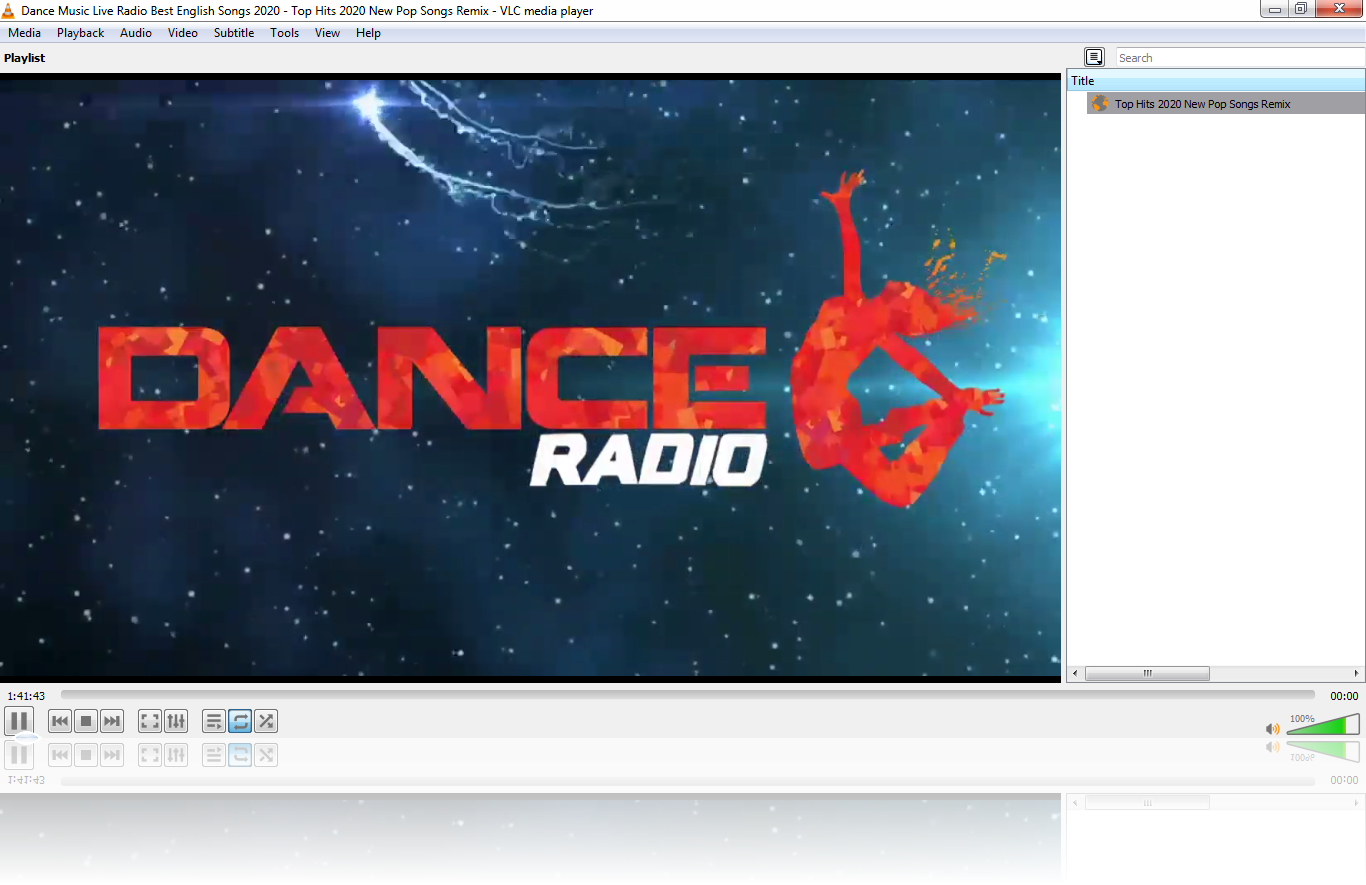 Dance Music Live Radio Best English Songs 2020 - Top Hits 2020 New Pop Songs Remix - VLC media player
Media Playback Audio Video Subtitle Tools View Help
Playlist
Search
Title
Top Hits 2020 New Pop Songs Remix
DANCE
RADIO
1:41:43
00:00
100%
100%
1:41:43
00:00